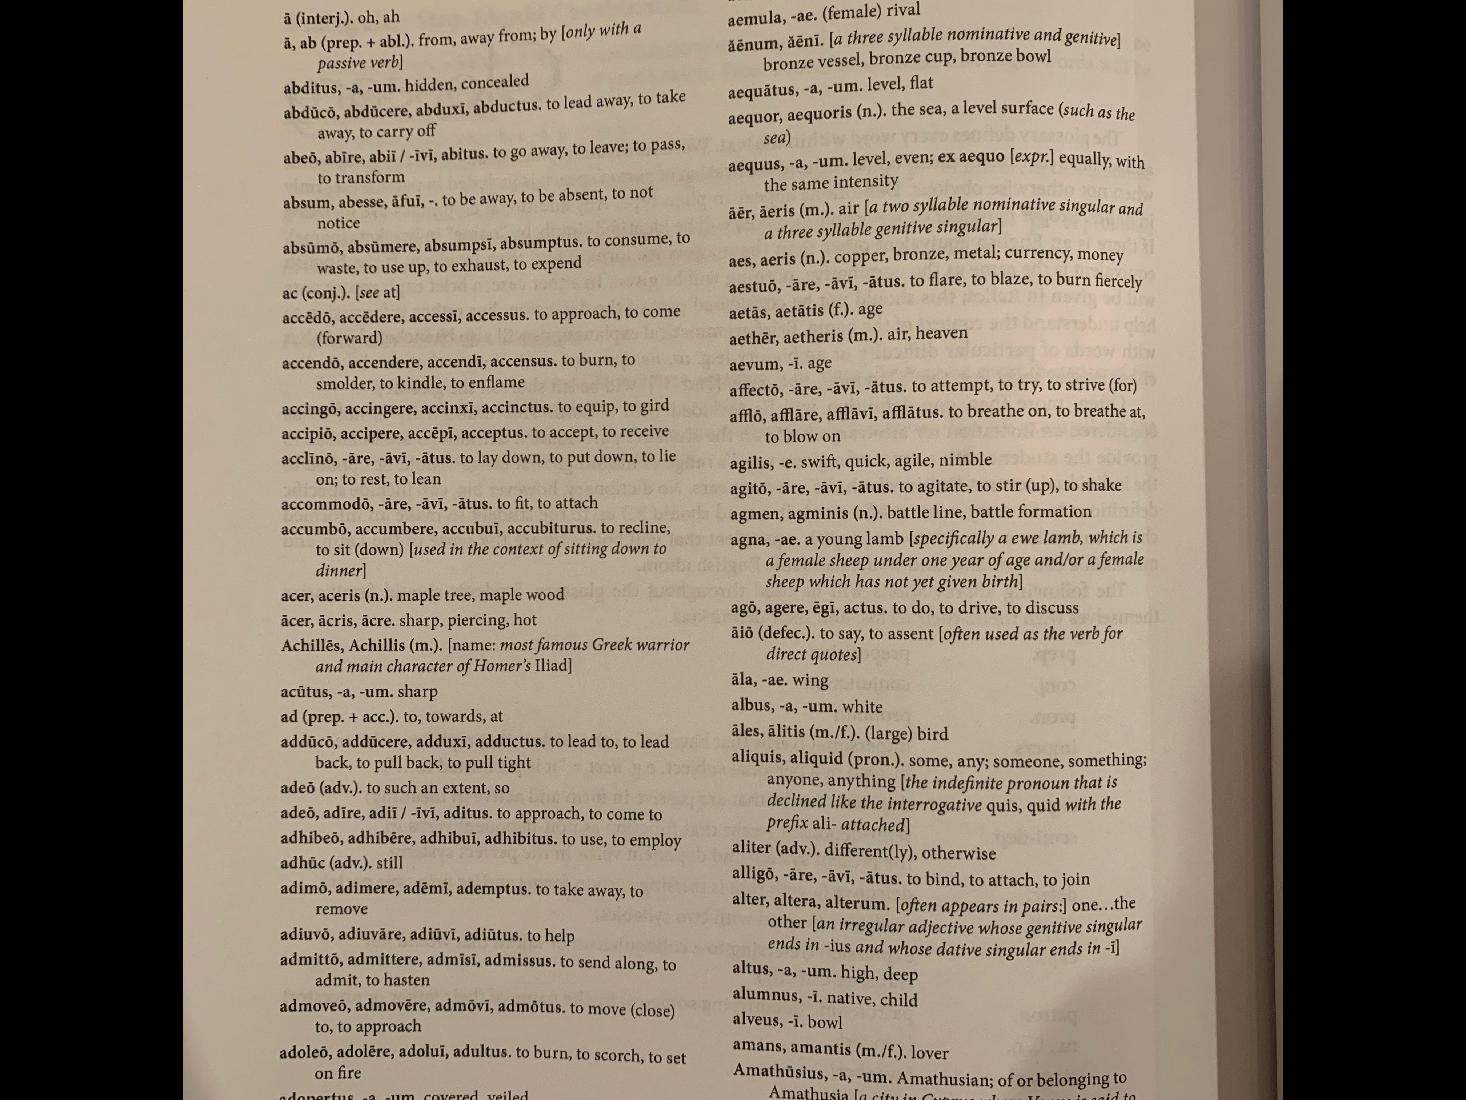 ā (interj.). oh, ah
ā, ab (prep. + abl.). from, away from; by [only with a
passive verb]
abditus, -a, -um. hidden, concealed
abdūcō, abdūcere, abduxī, abductus. to lead away, to take
away, to carry off
abeō, abīre, abiī / -īvī, abitus. to go away, to leave; to pass,
to transform
absum, abesse, āfuī, -. to be away, to be absent, to not
notice
absūmō, absūmere, absumpsī, absumptus. to consume, to
waste, to use up, to exhaust, to expend
ac (conj.). [see at]
accēdō, accēdere, accessī, accessus. to approach, to come
(forward)
accendō, accendere, accendī, accensus. to burn, to
smolder, to kindle, to enflame
accingō, accingere, accinxī, accinctus. to equip, to gird
accipiō, accipere, accēpī, acceptus. to accept, to receive
acclīnō, -āre, -āvī, -ātus. to lay down, to put down, to lie
on; to rest, to lean
accommodō, -āre, -āvī, -ātus. to fit, to attach
accumbō, accumbere, accubuī, accubiturus. to recline,
to sit (down) [used in the context of sitting down to
dinner]
acer, aceris (n.). maple tree, maple wood
ācer, ācris, ācre. sharp, piercing, hot
Achillēs, Achillis (m.). [name: most famous Greek warrior
and main character of Homer's Iliad]
acūtus, -a, -um. sharp
ad (prep. + acc.). to, towards, at
addūcō, addūcere, adduxī, adductus. to lead to, to lead
back, to pull back, to pull tight
adeō (adv.). to such an extent, so
adeō, adīre, adiī / -īvī, aditus. to approach, to come to
adhibeō, adhibēre, adhibuī, adhibitus. to use, to employ
adhūc (adv.). still
adimō, adimere, adēmī, ademptus. to take away, to
remove
adiuvō, adiuvāre, adiūvī, adiūtus. to help
admittō, admittere, admīsī, admissus. to send along, to
admit, to hasten
admoveō, admovēre, admōvī, admōtus. to move (close)
to, to approach
adoleō, adolēre, adoluī, adultus. to burn, to scorch, to set
on fire
adopertus, -a, -um. covered, veiled
aemula, -ae. (female) rival
ăēnum, ăēnī. [a three syllable nominative and genitive]
bronze vessel, bronze cup, bronze bowl
aequātus, -a, -um. level, flat
aequor, aequoris (n.). the sea, a level surface (such as the
sea)
aequus, -a, -um. level, even; ex aequo [expr.] equally, with
the same intensity
āēr, āeris (m.). air [a two syllable nominative singular and
a three syllable genitive singular]
aes, aeris (n.). copper, bronze, metal; currency, money
aestuō, -āre, -āvī, -ātus. to flare, to blaze, to burn fiercely
aetās, aetātis (f.). age
aethēr, aetheris (m.). air, heaven
aevum, -ī. age
affectō, -āre, -āvī, -ātus. to attempt, to try, to strive (for)
afflō, afflāre, afflāvī, afflātus. to breathe on, to breathe at,
to blow on
agilis, -e. swift, quick, agile, nimble
agitō, -āre, -āvī, -ātus. to agitate, to stir (up), to shake
agmen, agminis (n.). battle line, battle formation
agna, -ae. a young lamb [specifically a ewe lamb, which is
a female sheep under one year of age and/or a female
sheep which has not yet given birth]
agō, agere, ēgī, actus. to do, to drive, to discuss
āiō (defec.). to say, to assent [often used as the verb for
direct quotes]
āla, -ae. wing
albus, -a, -um. white
āles, ālitis (m./f.). (large) bird
aliquis, aliquid (pron.). some, any; someone, something;
anyone, anything [the indefinite pronoun that is
declined like the interrogative quis, quid with the
prefix ali- attached]
aliter (adv.). different(ly), otherwise
alligō, -āre, -āvī, -ātus. to bind, to attach, to join
alter, altera, alterum. [often appears in pairs:] one…the
other [an irregular adjective whose genitive singular
ends in -ius and whose dative singular ends in -ī]
altus, -a, -um. high, deep
alumnus, -ī. native, child
alveus, -ī. bowl
amans, amantis (m./f.). lover
Amathūsius, -a, -um. Amathusian; of or belonging to
Amathusia [a city in Cyprus where Venus is said to